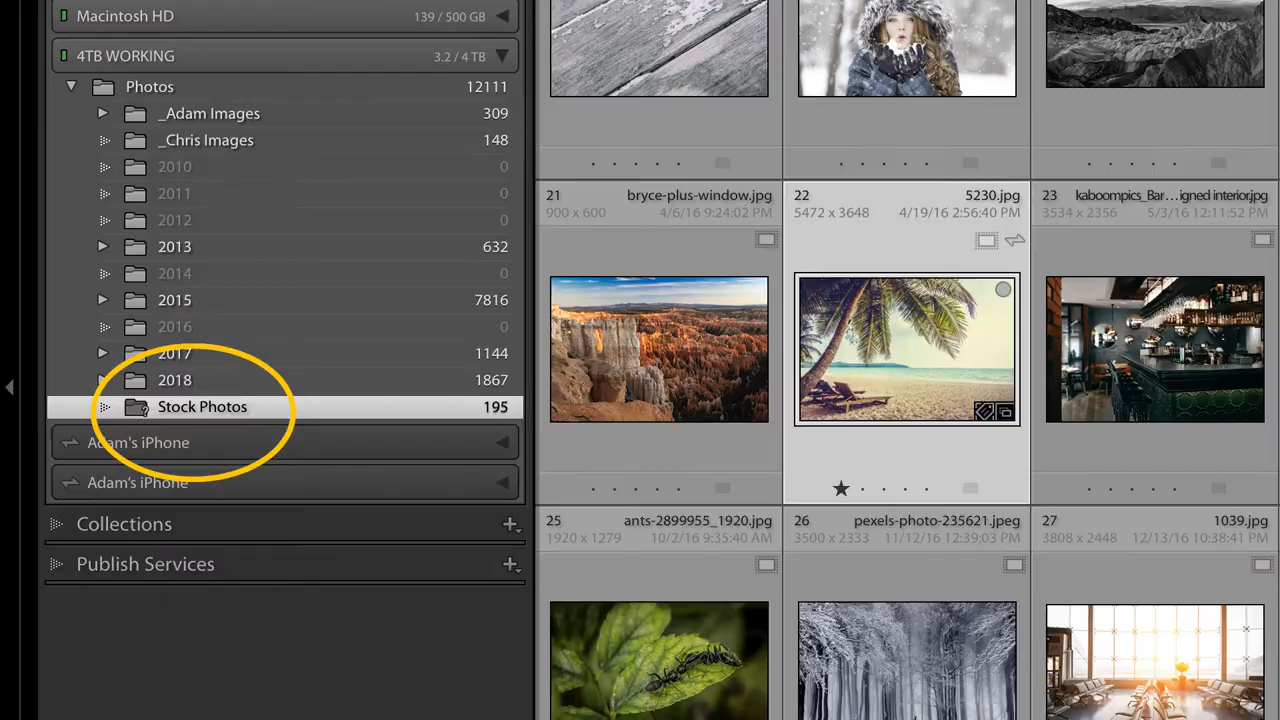 Macintosh HD 139 / 500 GB
4TB WORKING 3.2 / 4 TB
Photos 12111
_Adam Images 309
_Chris Images 148
2010 0
2011 0
2012 0
2013 632
2014 0
2015 7816
2016 0
2017 1144
2018 1867
Stock Photos 195
Adam's iPhone
Adam's iPhone
Collections
Publish Services
21 bryce-plus-window.jpg
900 x 600 4/6/16 9:24:02 PM
22 5230.jpg
5472 x 3648 4/19/16 2:56:40 PM
23 kaboompics_Bar…igned interior.jpg
3534 x 2356 5/3/16 12:11:52 PM
25 ants-2899955_1920.jpg
1920 x 1279 10/2/16 9:35:40 AM
26 pexels-photo-235621.jpeg
3500 x 2333 11/12/16 12:39:03 PM
27 1039.jpg
3808 x 2448 12/13/16 10:38:41 PM